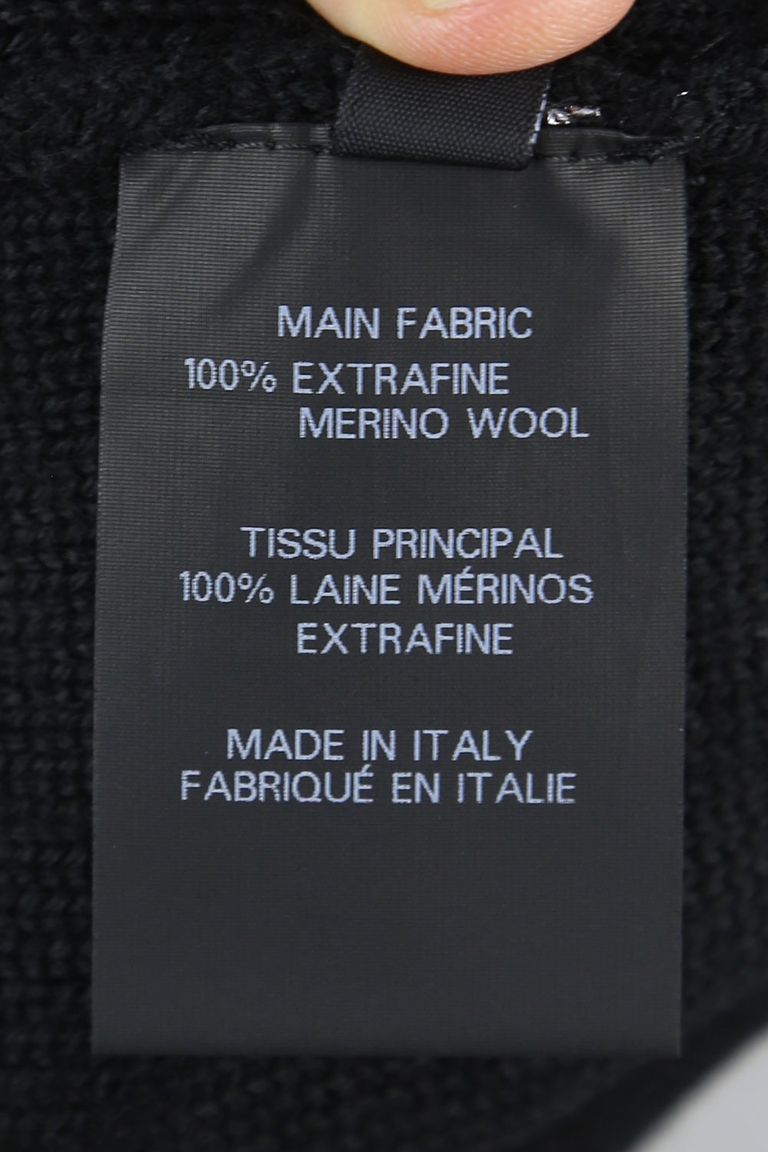 MAIN FABRIC
100% EXTRAFINE
MERINO WOOL
TISSU PRINCIPAL
100% LAINE MÉRINOS
EXTRAFINE
MADE IN ITALY
FABRIQUÉ EN ITALIE